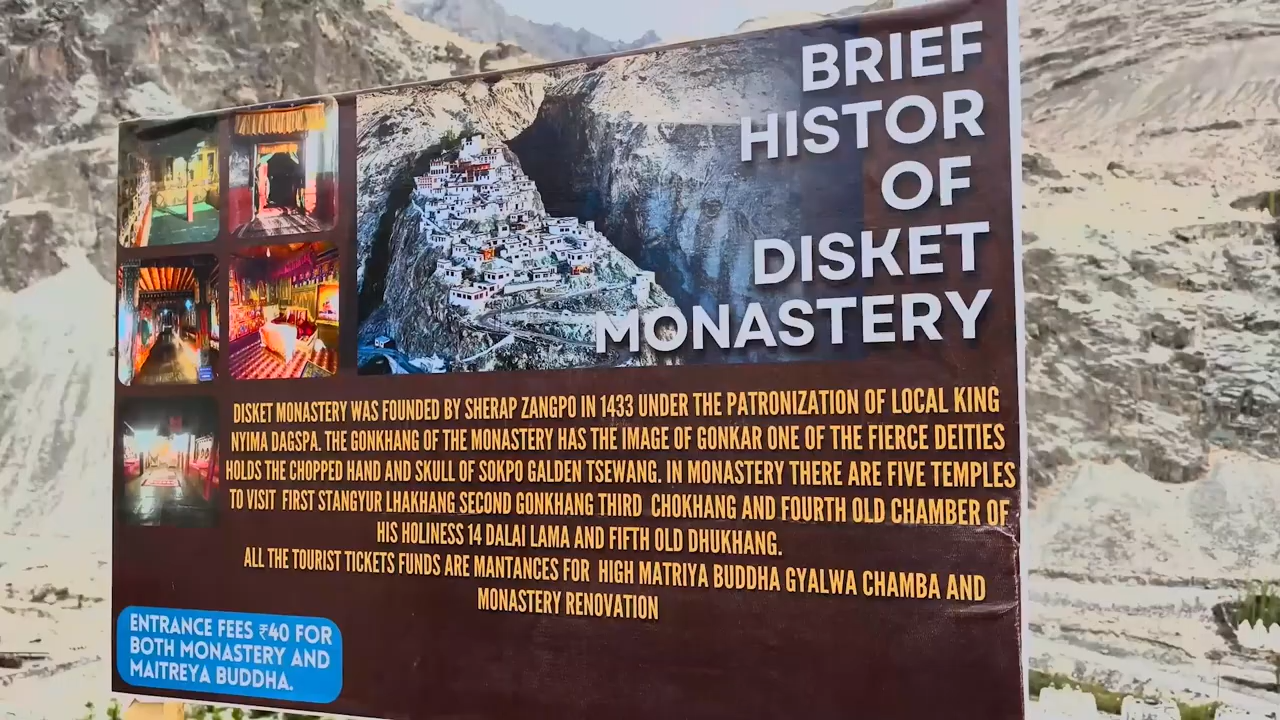 BRIEF
HISTOR
OF
DISKET
MONASTERY
DISKET MONASTERY WAS FOUNDED BY SHERAP ZANGPO IN 1433 UNDER THE PATRONIZATION OF LOCAL KING
NYIMA DAGSPA. THE GONKHANG OF THE MONASTERY HAS THE IMAGE OF GONKAR ONE OF THE FIERCE DEITIES
HOLDS THE CHOPPED HAND AND SKULL OF SOKPO GALDEN TSEWANG. IN MONASTERY THERE ARE FIVE TEMPLES
TO VISIT FIRST STANGYUR LHAKHANG SECOND GONKHANG THIRD CHOKHANG AND FOURTH OLD CHAMBER OF
HIS HOLINESS 14 DALAI LAMA AND FIFTH OLD DHUKHANG.
ALL THE TOURIST TICKETS FUNDS ARE MANTANCES FOR HIGH MATRIYA BUDDHA GYALWA CHAMBA AND
MONASTERY RENOVATION
ENTRANCE FEES ₹40 FOR
BOTH MONASTERY AND
MAITREYA BUDDHA.